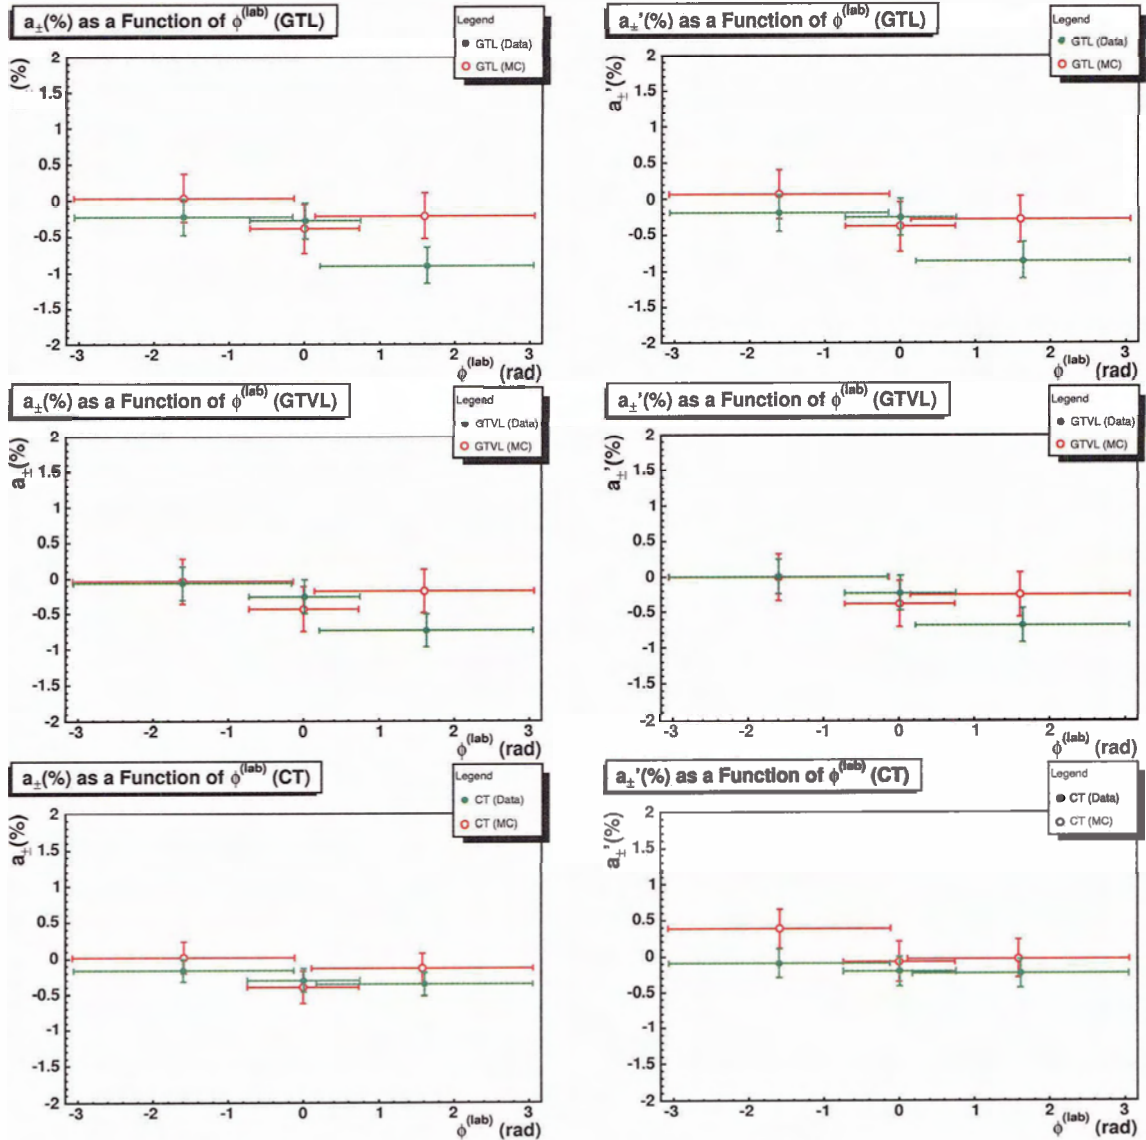 a±(%) as a Function of ϕ(lab) (GTL)
Legend
GTL (Data)
GTL (MC)
(%)
2
1.5
1
0.5
0
-0.5
-1
-1.5
-2
-3 -2 -1 0 1 2 3
ϕ(lab) (rad)
a±'(%) as a Function of ϕ(lab) (GTL)
Legend
GTL (Data)
GTL (MC)
a±'(%)
2
1.5
1
0.5
0
-0.5
-1
-1.5
-2
-3 -2 -1 0 1 2 3
ϕ(lab) (rad)
a±(%) as a Function of ϕ(lab) (GTVL)
Legend
GTVL (Data)
GTVL (MC)
a±(%)
2
1.5
1
0.5
0
-0.5
-1
-1.5
-2
-3 -2 -1 0 1 2 3
ϕ(lab) (rad)
a±'(%) as a Function of ϕ(lab) (GTVL)
Legend
GTVL (Data)
GTVL (MC)
a±'(%)
2
1.5
1
0.5
0
-0.5
-1
-1.5
-2
-3 -2 -1 0 1 2 3
ϕ(lab) (rad)
a±(%) as a Function of ϕ(lab) (CT)
Legend
CT (Data)
CT (MC)
a±(%)
2
1.5
1
0.5
0
-0.5
-1
-1.5
-2
-3 -2 -1 0 1 2 3
ϕ(lab) (rad)
a±'(%) as a Function of ϕ(lab) (CT)
Legend
CT (Data)
CT (MC)
a±'(%)
2
1.5
1
0.5
0
-0.5
-1
-1.5
-2
-3 -2 -1 0 1 2 3
ϕ(lab) (rad)